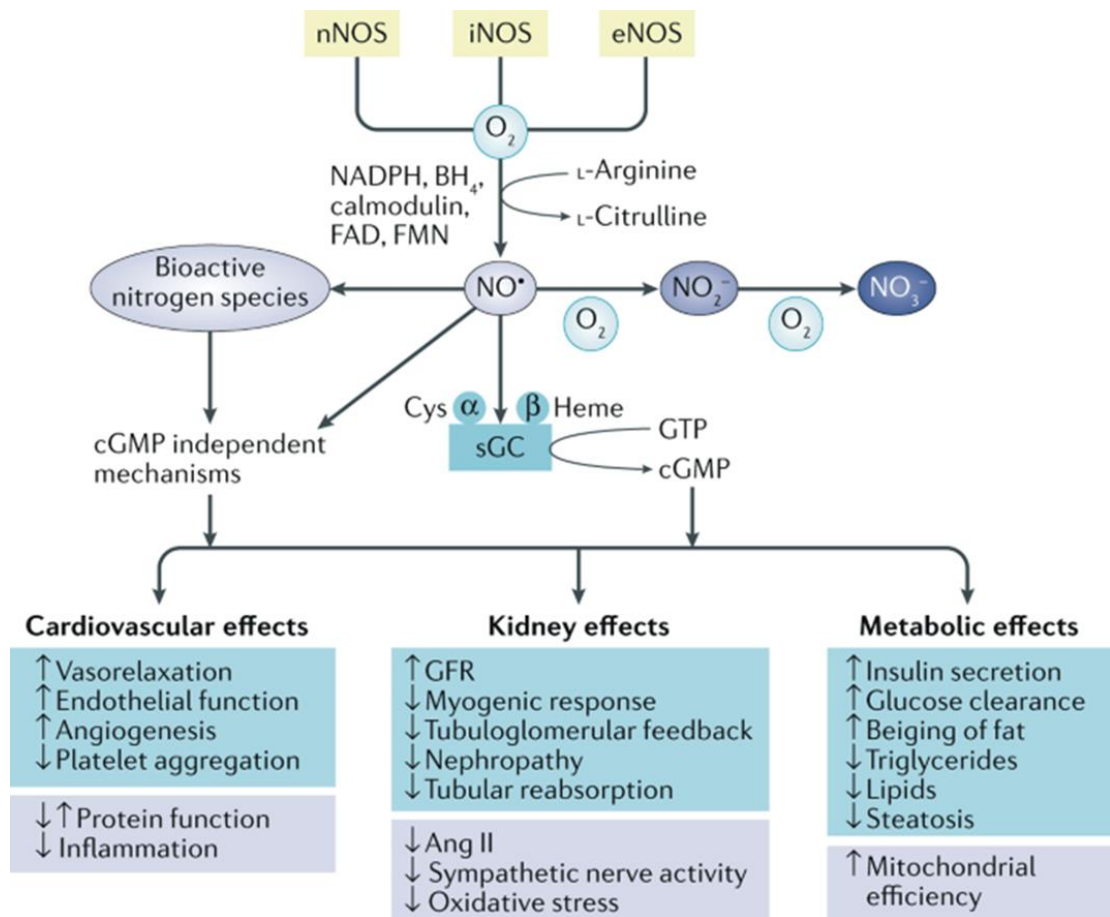 nNOS
iNOS
eNOS
O₂
NADPH, BH₄,
calmodulin,
FAD, FMN
L-Arginine
L-Citrulline
Bioactive
nitrogen species
NO•
O₂
NO₂⁻
O₂
NO₃⁻
Cys α β Heme
sGC
GTP
cGMP
cGMP independent
mechanisms
Cardiovascular effects
↑ Vasorelaxation
↑ Endothelial function
↑ Angiogenesis
↓ Platelet aggregation
↓↑ Protein function
↓ Inflammation
Kidney effects
↑ GFR
↓ Myogenic response
↓ Tubuloglomerular feedback
↓ Nephropathy
↓ Tubular reabsorption
↓ Ang II
↓ Sympathetic nerve activity
↓ Oxidative stress
Metabolic effects
↑ Insulin secretion
↑ Glucose clearance
↑ Beiging of fat
↓ Triglycerides
↓ Lipids
↓ Steatosis
↑ Mitochondrial
efficiency